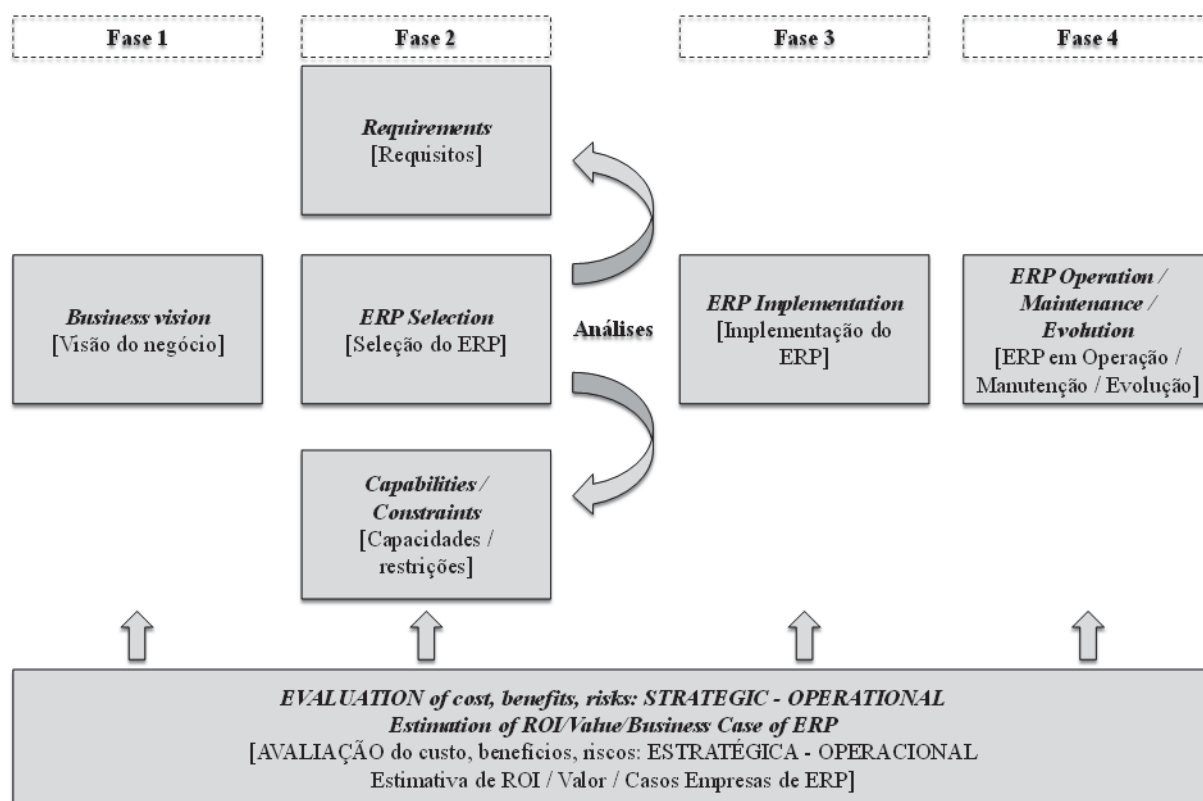 Fase 1
Fase 2
Fase 3
Fase 4
Requirements
[Requisitos]
Business vision
[Visão do negócio]
ERP Selection
[Seleção do ERP]
Análises
ERP Implementation
[Implementação do
ERP]
ERP Operation /
Maintenance /
Evolution
[ERP em Operação /
Manutenção / Evolução]
Capabilities /
Constraints
[Capacidades /
restrições]
EVALUATION of cost, benefits, risks: STRATEGIC - OPERATIONAL
Estimation of ROI/Value/Business Case of ERP
[AVALIAÇÃO do custo, benefícios, riscos: ESTRATÉGICA - OPERACIONAL
Estimativa de ROI / Valor / Casos Empresas de ERP]